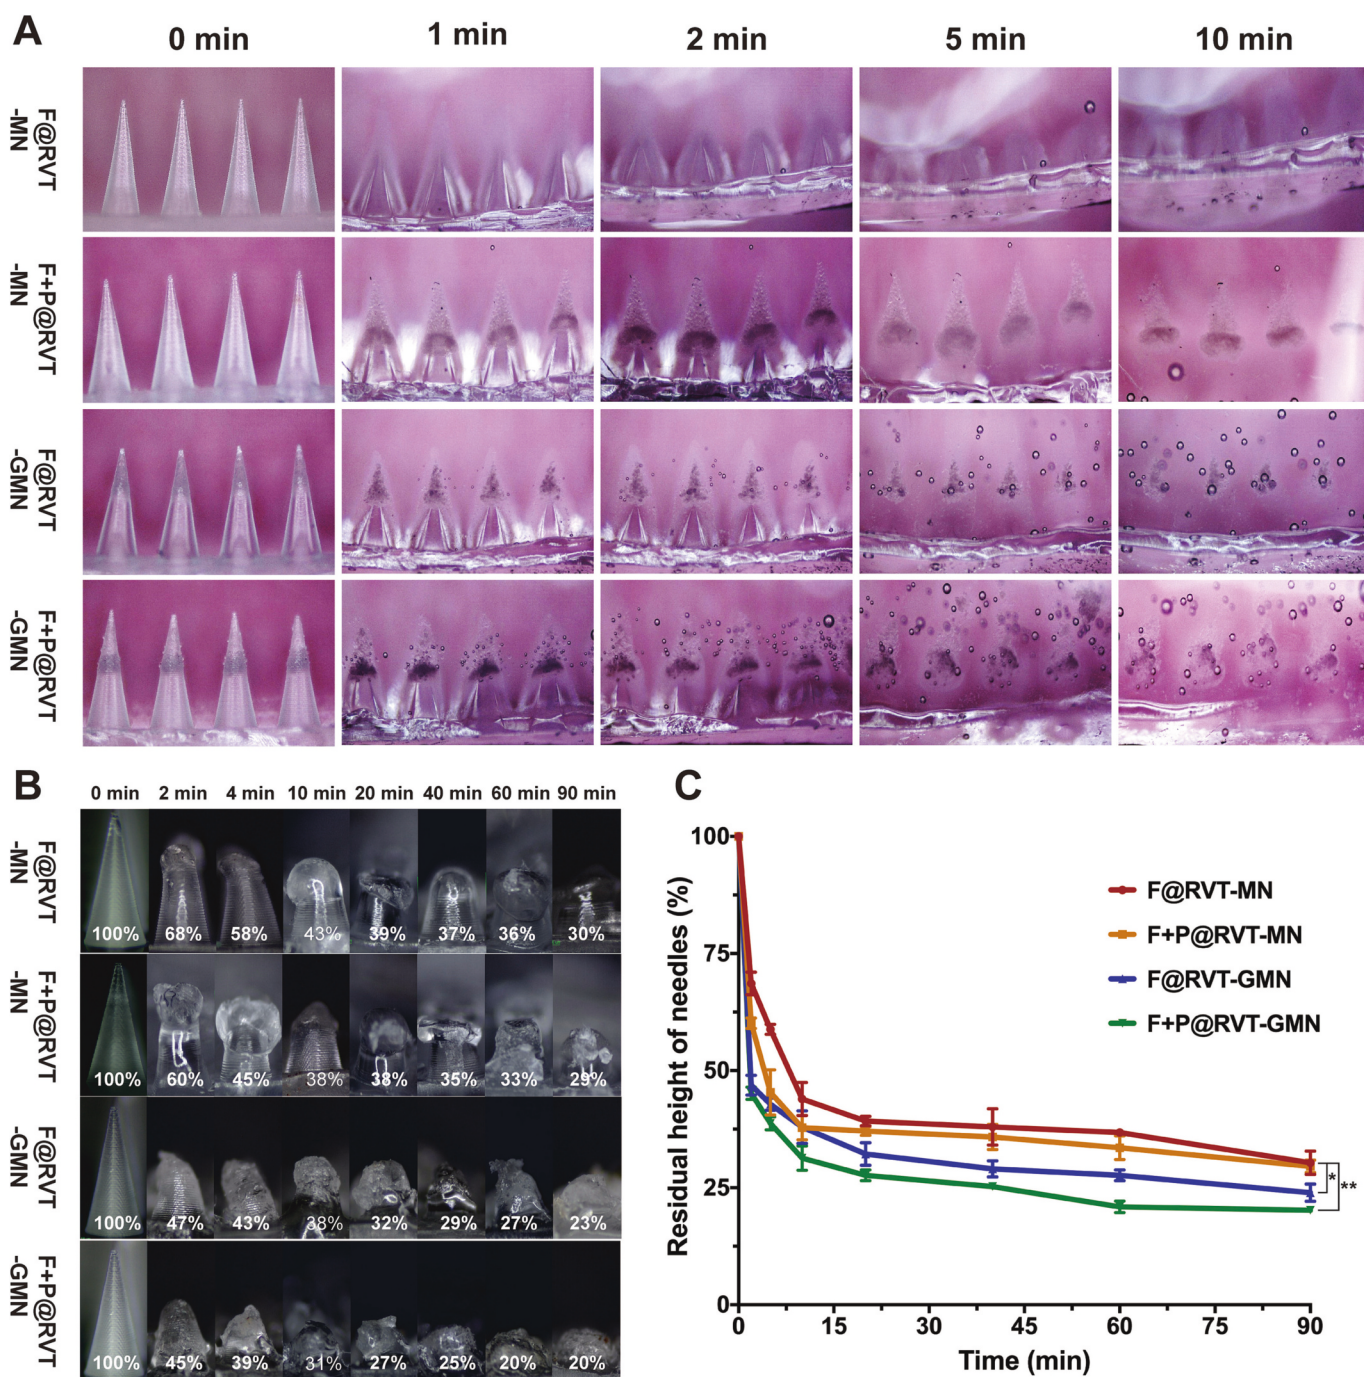 A
0 min
1 min
2 min
5 min
10 min
F@RVT
-MN
F+P@RVT
-MN
F@RVT
-GMN
F+P@RVT
-GMN
B
0 min
2 min
4 min
10 min
20 min
40 min
60 min
90 min
F@RVT
-MN
100%
68%
58%
43%
39%
37%
36%
30%
F+P@RVT
-MN
100%
60%
45%
38%
38%
35%
33%
29%
F@RVT
-GMN
100%
47%
43%
38%
32%
29%
27%
23%
F+P@RVT
-GMN
100%
45%
39%
31%
27%
25%
20%
20%
C
Residual height of needles (%)
100
75
50
25
0
F@RVT-MN
F+P@RVT-MN
F@RVT-GMN
F+P@RVT-GMN
*
**
0
15
30
45
60
75
90
Time (min)